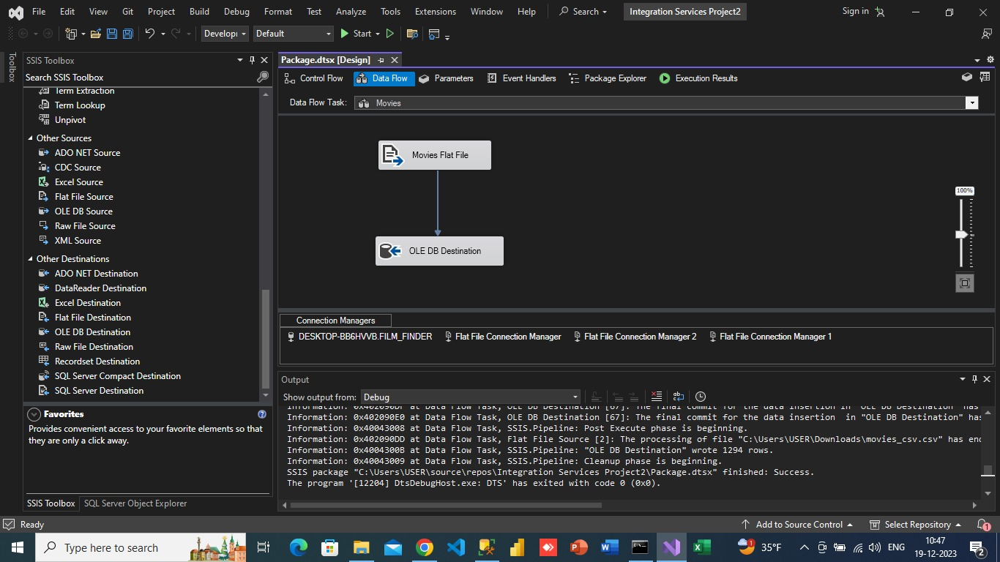 File Edit View Git Project Build Debug Format Test Analyze Tools Extensions Window Help Search Integration Services Project2 Sign in
Develop Default Start
Toolbox
SSIS Toolbox
Search SSIS Toolbox
Term Extraction
Term Lookup
Unpivot
Other Sources
ADO NET Source
CDC Source
Excel Source
Flat File Source
OLE DB Source
Raw File Source
XML Source
Other Destinations
ADO NET Destination
DataReader Destination
Excel Destination
Flat File Destination
OLE DB Destination
Raw File Destination
Recordset Destination
SQL Server Compact Destination
SQL Server Destination
Favorites
Provides convenient access to your favorite elements so that
they are only a click away.
SSIS Toolbox SQL Server Object Explorer
Package.dtsx [Design]
Control Flow Data Flow Parameters Event Handlers Package Explorer Execution Results
Data Flow Task: Movies
Movies Flat File
OLE DB Destination
100%
Connection Managers
DESKTOP-BB6HVVB.FILM_FINDER Flat File Connection Manager Flat File Connection Manager 2 Flat File Connection Manager 1
Output
Show output from: Debug
Information: 0x402090DF at Data Flow Task, OLE DB Destination [67]: The final commit for the data insertion in "OLE DB Destination" has
Information: 0x402090E0 at Data Flow Task, OLE DB Destination [67]: The final commit for the data insertion  in "OLE DB Destination" has
Information: 0x40043008 at Data Flow Task, SSIS.Pipeline: Post Execute phase is beginning.
Information: 0x402090DD at Data Flow Task, Flat File Source [2]: The processing of file "C:\Users\USER\Downloads\movies_csv.csv" has end
Information: 0x4004300B at Data Flow Task, SSIS.Pipeline: "OLE DB Destination" wrote 1294 rows.
Information: 0x40043009 at Data Flow Task, SSIS.Pipeline: Cleanup phase is beginning.
SSIS package "C:\Users\USER\source\repos\Integration Services Project2\Package.dtsx" finished: Success.
The program '[12204] DtsDebugHost.exe: DTS' has exited with code 0 (0x0).
Ready Add to Source Control Select Repository 1
Type here to search 35°F ENG 10:47
19-12-2023 2